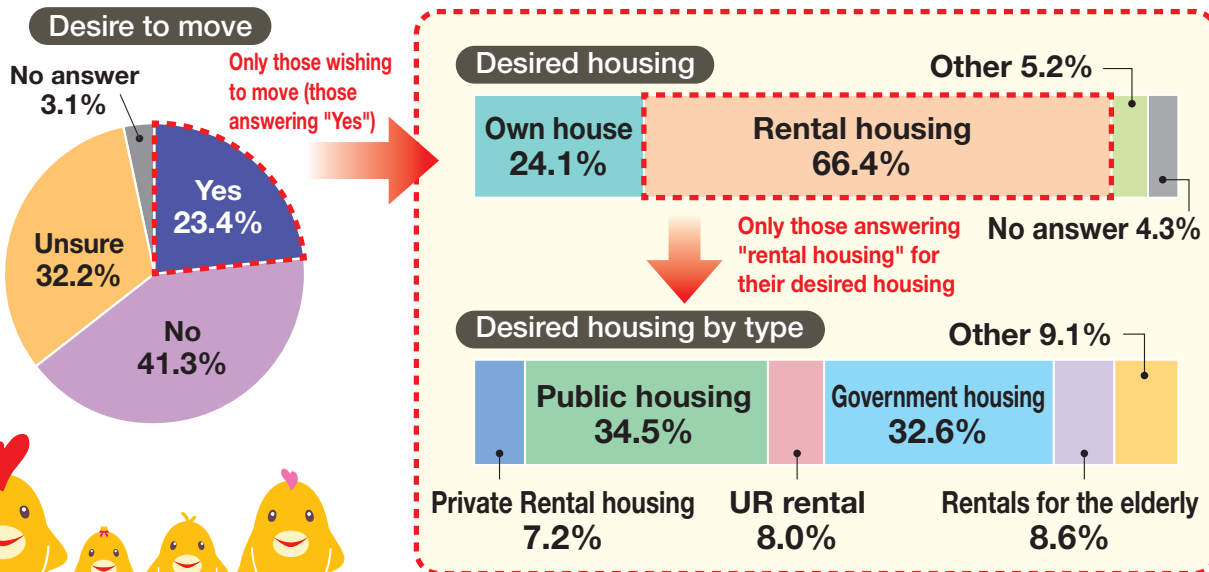 Desire to move
No answer
3.1%
Only those wishing
to move (those
answering "Yes")
Yes
23.4%
Unsure
32.2%
No
41.3%
Desired housing
Other 5.2%
Own house
24.1%
Rental housing
66.4%
No answer 4.3%
Only those answering
"rental housing" for
their desired housing
Desired housing by type
Other 9.1%
Public housing
34.5%
Government housing
32.6%
Private Rental housing
7.2%
UR rental
8.0%
Rentals for the elderly
8.6%